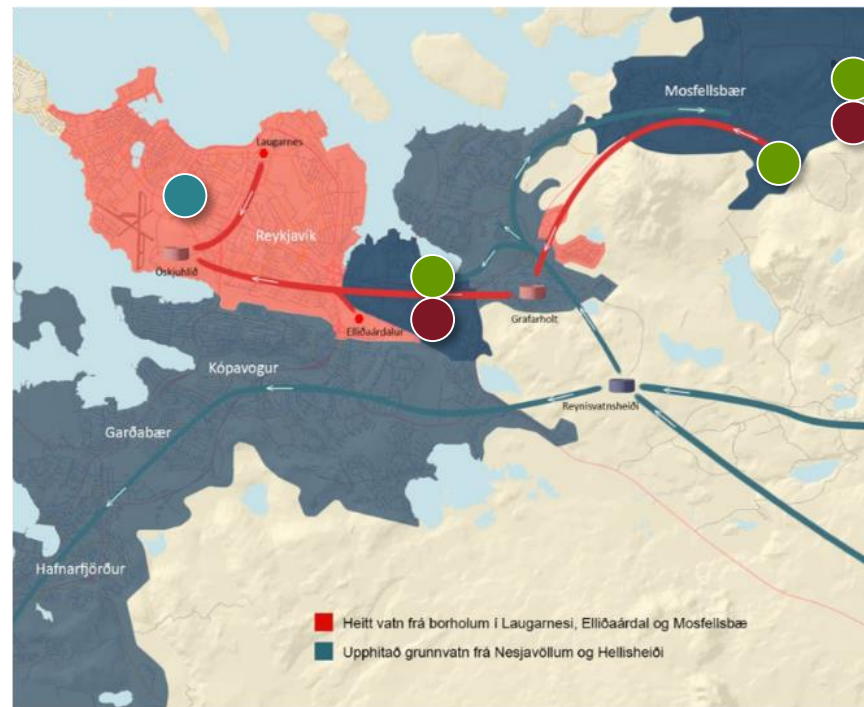 Mosfellsbær
Laugarnes
Reykjavík
Öskjuhlíð
Grafarholt
Elliðaárdalur
Kópavogur
Reynisvatnsheiði
Garðabær
Hafnarfjörður
Heitt vatn frá borholum í Laugarnesi, Elliðaárdal og Mosfellsbæ
Upphitað grunnvatn frá Nesjavöllum og Hellisheiði